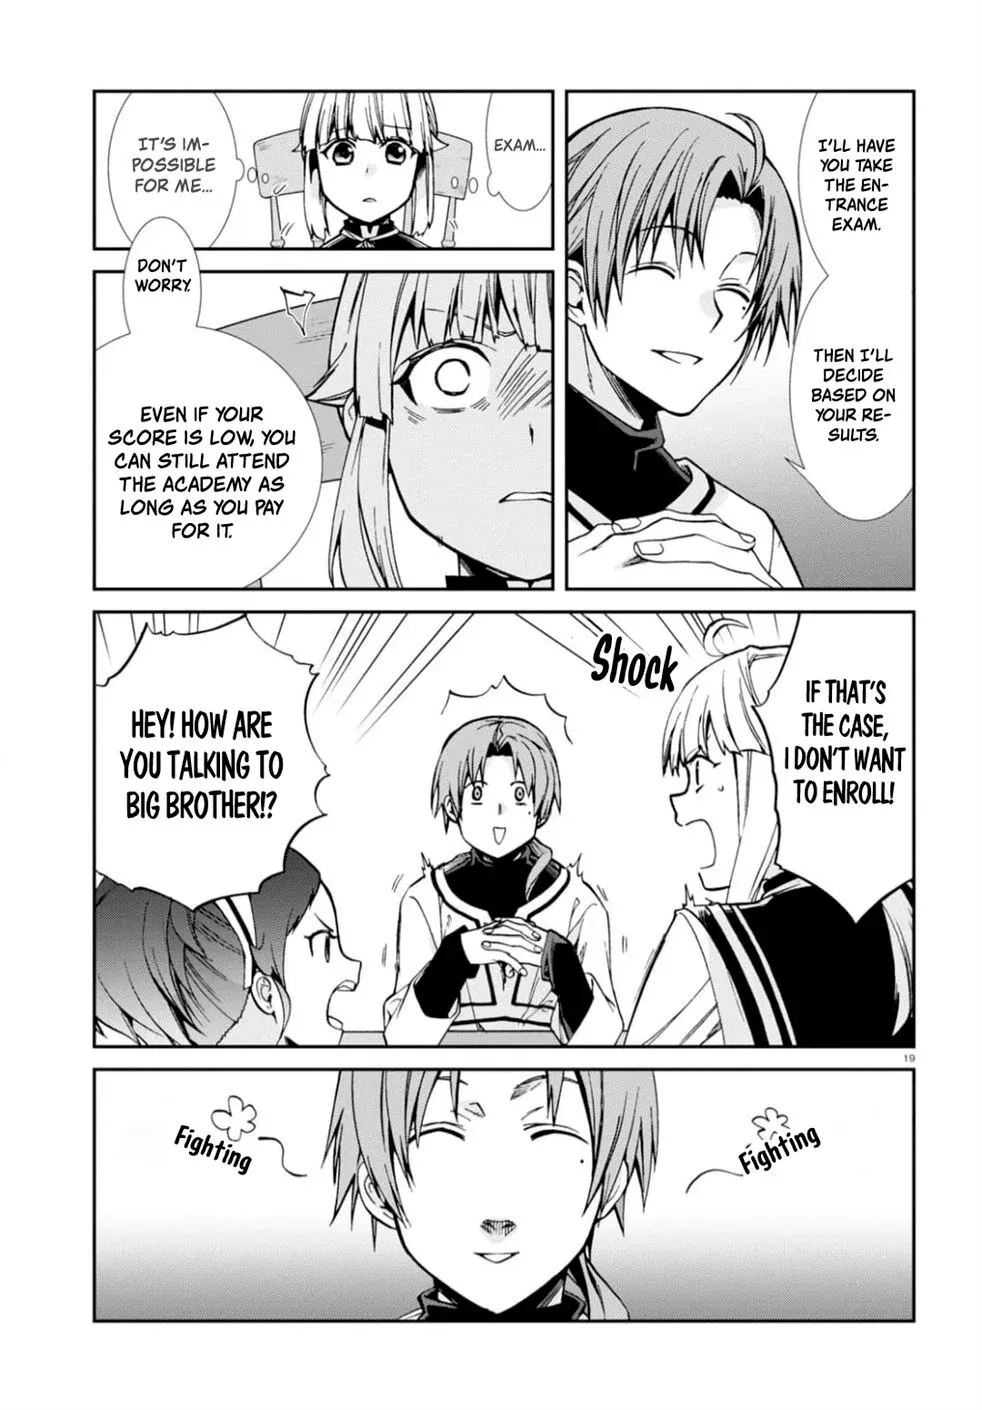 I'LL HAVE
YOU TAKE
THE EN-
TRANCE
EXAM.
THEN I'LL
DECIDE
BASED ON
YOUR RE-
SULTS.
EXAM...
IT'S IM-
POSSIBLE
FOR ME...
DON'T
WORRY.
EVEN IF YOUR
SCORE IS LOW, YOU
CAN STILL ATTEND
THE ACADEMY AS
LONG AS YOU PAY
FOR IT.
IF THAT'S
THE CASE,
I DON'T WANT
TO ENROLL!
Shock
HEY! HOW ARE
YOU TALKING TO
BIG BROTHER!?
19
Fighting
Fighting